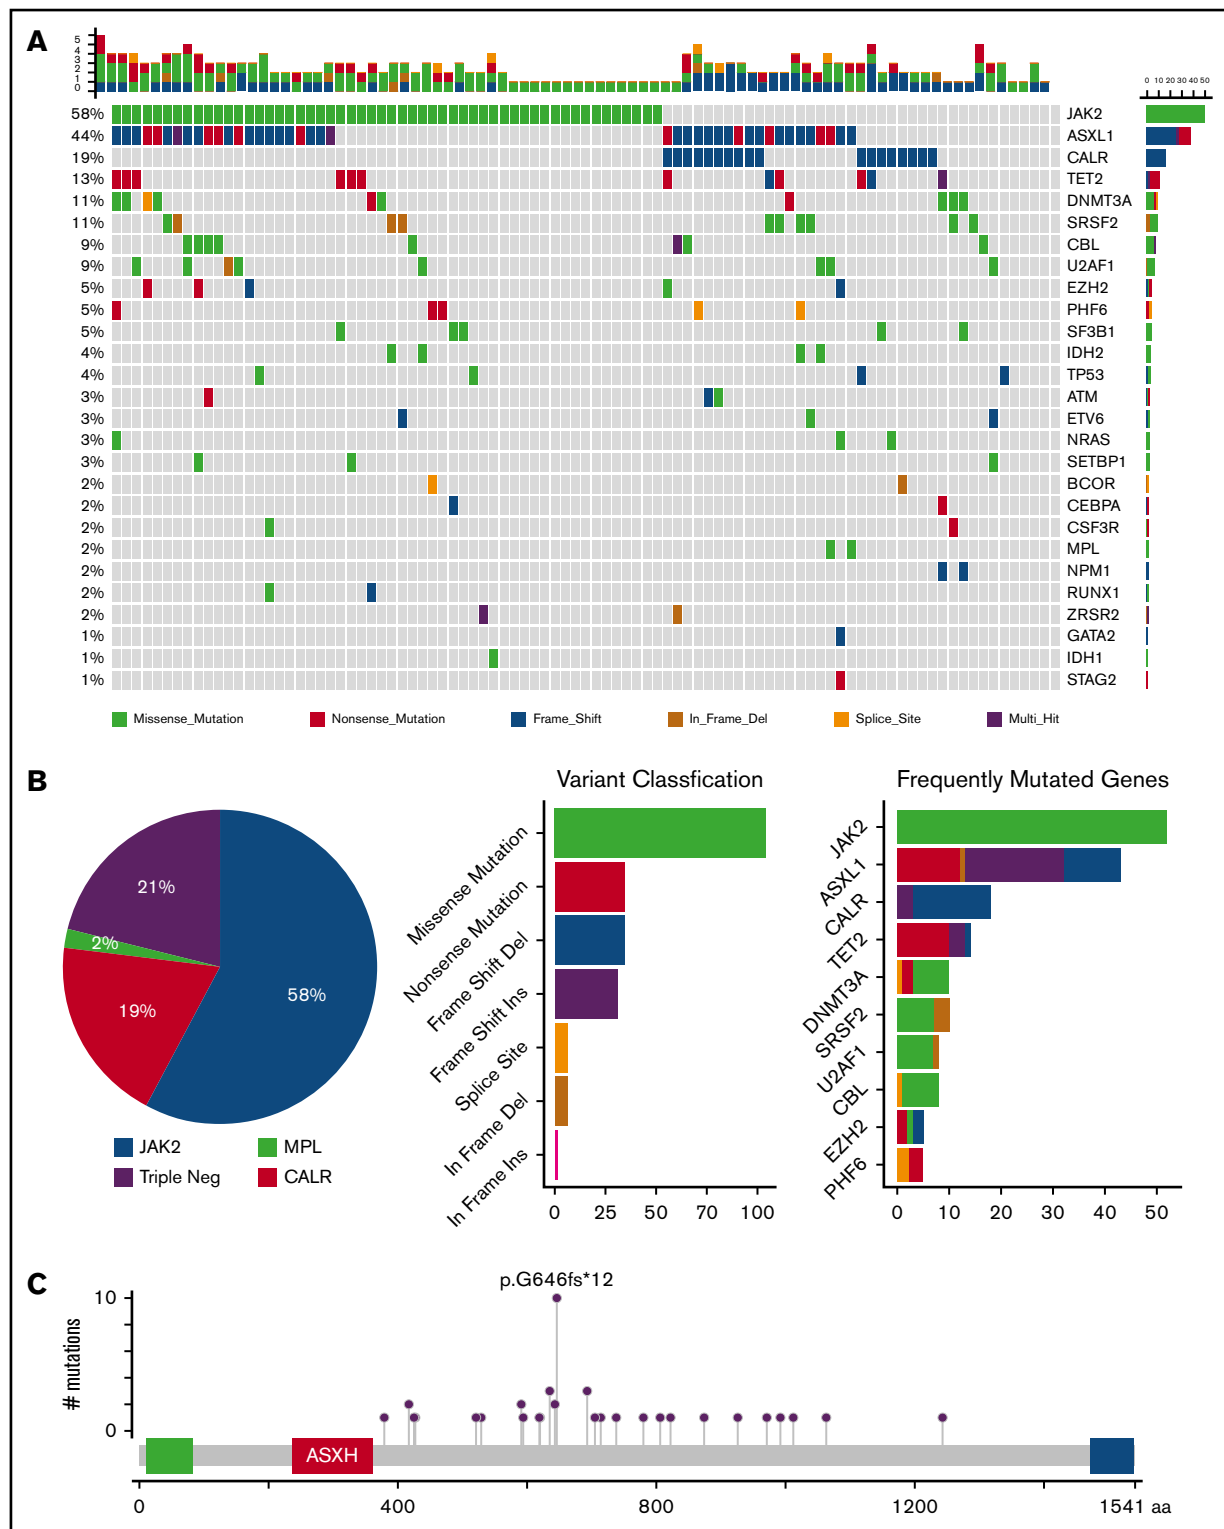 A
5
4
3
2
1
0
0 10 20 30 40 50
58% JAK2
44% ASXL1
19% CALR
13% TET2
11% DNMT3A
11% SRSF2
9% CBL
9% U2AF1
5% EZH2
5% PHF6
5% SF3B1
4% IDH2
4% TP53
3% ATM
3% ETV6
3% NRAS
3% SETBP1
2% BCOR
2% CEBPA
2% CSF3R
2% MPL
2% NPM1
2% RUNX1
2% ZRSR2
1% GATA2
1% IDH1
1% STAG2
Missense_Mutation Nonsense_Mutation Frame_Shift In_Frame_Del Splice_Site Multi_Hit
B
21%
2%
19%
58%
JAK2 MPL
Triple Neg CALR
Variant Classfication
Missense Mutation
Nonsense Mutation
Frame Shift Del
Frame Shift Ins
Splice Site
In Frame Del
In Frame Ins
0 25 50 70 100
Frequently Mutated Genes
JAK2
ASXL1
CALR
TET2
DNMT3A
SRSF2
U2AF1
CBL
EZH2
PHF6
0 10 20 30 40 50
C
p.G646fs*12
# mutations
10
0
ASXH
0 400 800 1200 1541 aa